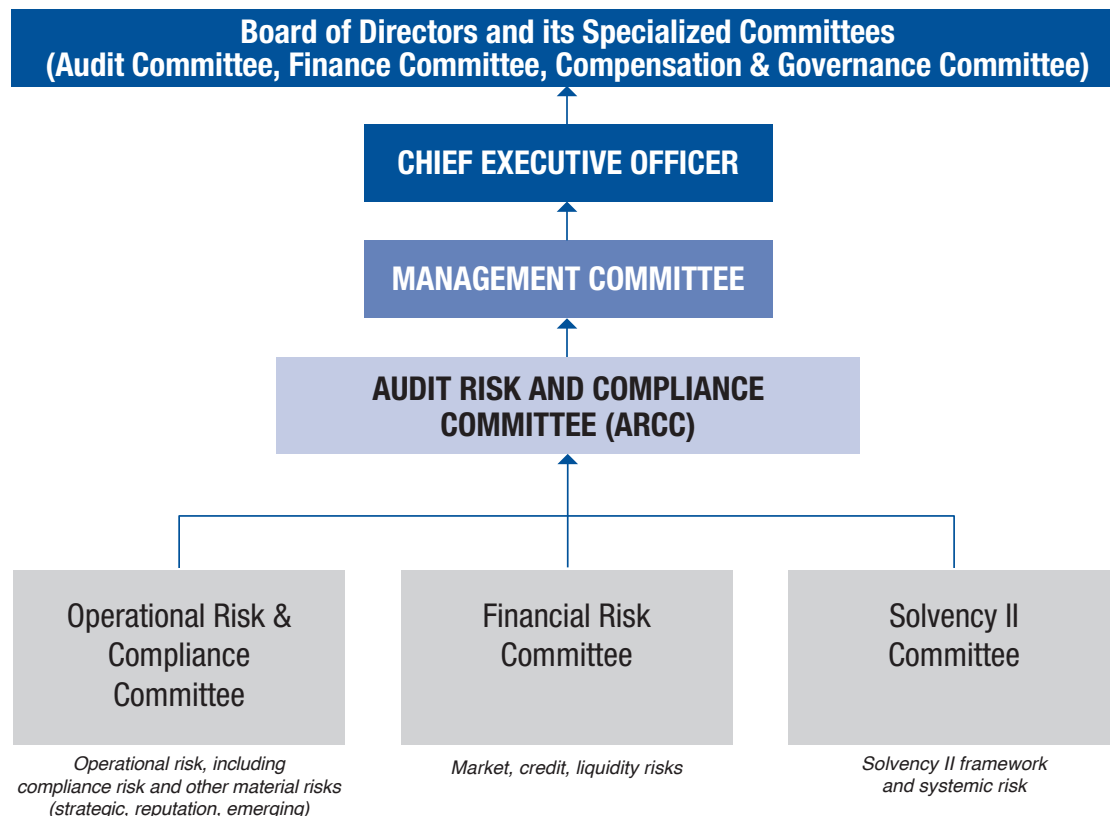 Board of Directors and its Specialized Committees
(Audit Committee, Finance Committee, Compensation & Governance Committee)
CHIEF EXECUTIVE OFFICER
MANAGEMENT COMMITTEE
AUDIT RISK AND COMPLIANCE
COMMITTEE (ARCC)
Operational Risk &
Compliance
Committee
Operational risk, including
compliance risk and other material risks
(strategic, reputation, emerging)
Financial Risk
Committee
Market, credit, liquidity risks
Solvency II
Committee
Solvency II framework
and systemic risk